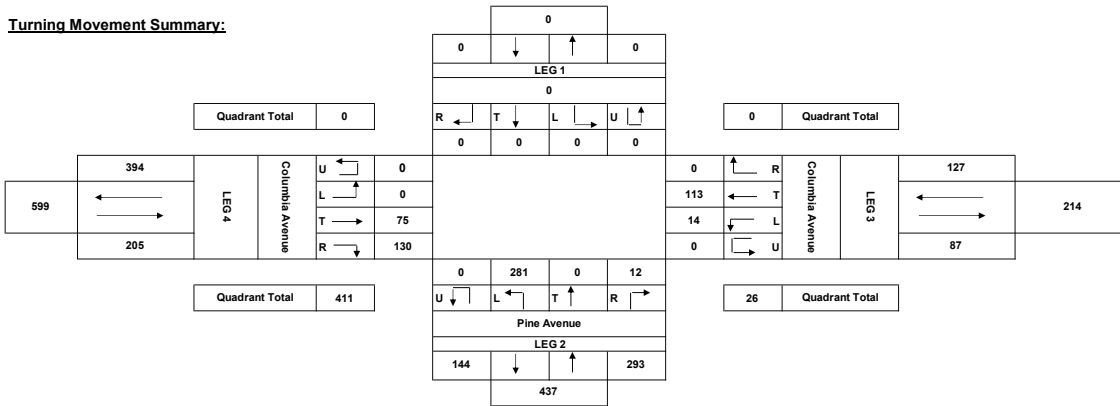 Turning Movement Summary:
0
0 0
LEG 1
0
Quadrant Total 0
R T L U
0 Quadrant Total
0 0 0 0
394
U 0
0 R
127
599
LEG 4
Columbia Avenue
L 0
113 T
Columbia Avenue
LEG 3
214
T 75
14 L
205
R 130
0 U
87
0 281 0 12
Quadrant Total 411
U L T R
26 Quadrant Total
Pine Avenue
LEG 2
144 293
437